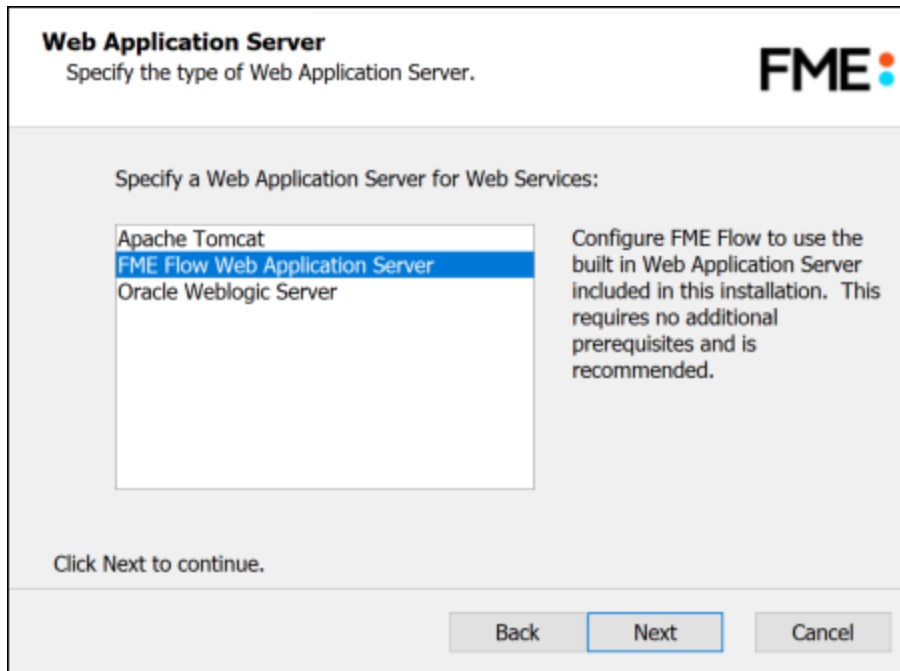 Web Application Server
Specify the type of Web Application Server.
FME
Specify a Web Application Server for Web Services:
Apache Tomcat
FME Flow Web Application Server
Oracle Weblogic Server
Configure FME Flow to use the
built in Web Application Server
included in this installation. This
requires no additional
prerequisites and is
recommended.
Click Next to continue.
Back
Next
Cancel